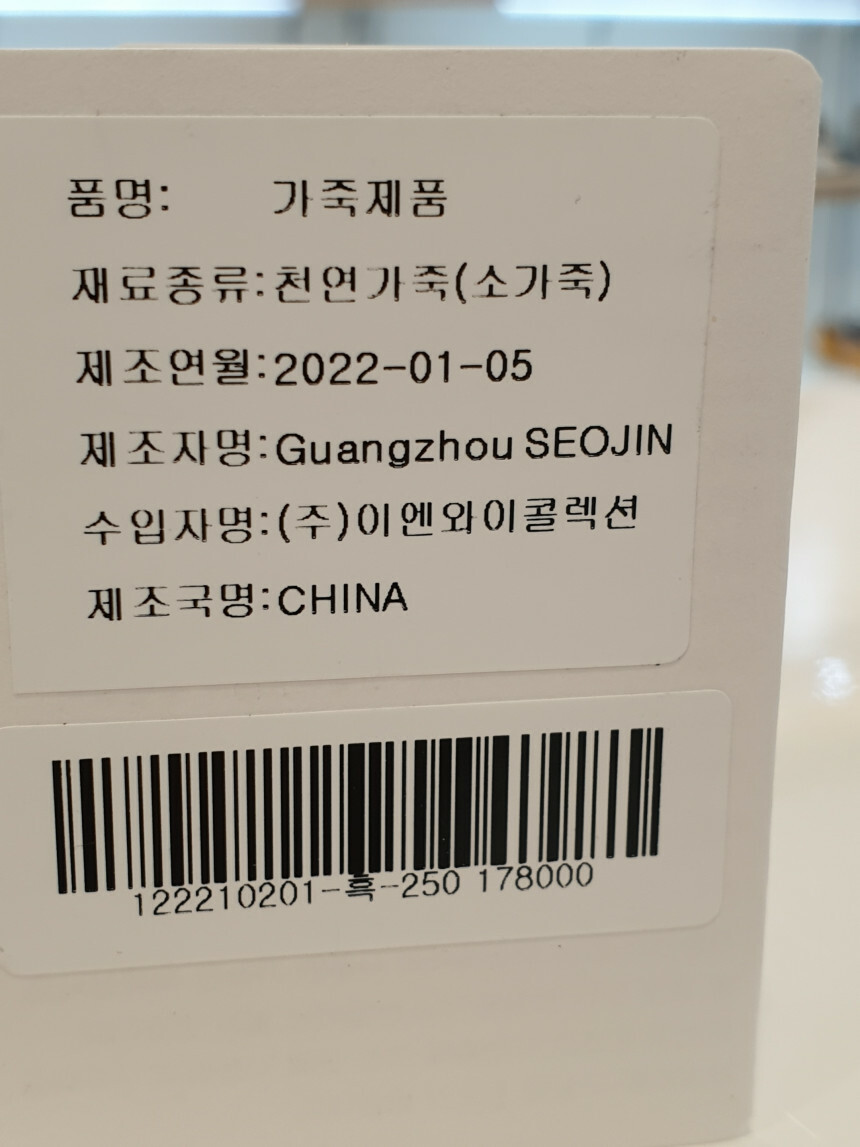 품명: 가죽제품
재료종류:천연가죽(소가죽)
제조연월:2022-01-05
제조자명:Guangzhou SEOJIN
수입자명:(주)이엔와이콜렉션
제조국명:CHINA
122210201-흑-250 178000